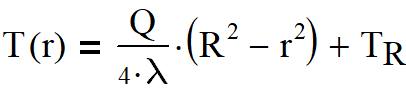 T(r) = Q/(4·λ)·(R² − r²) + T_R